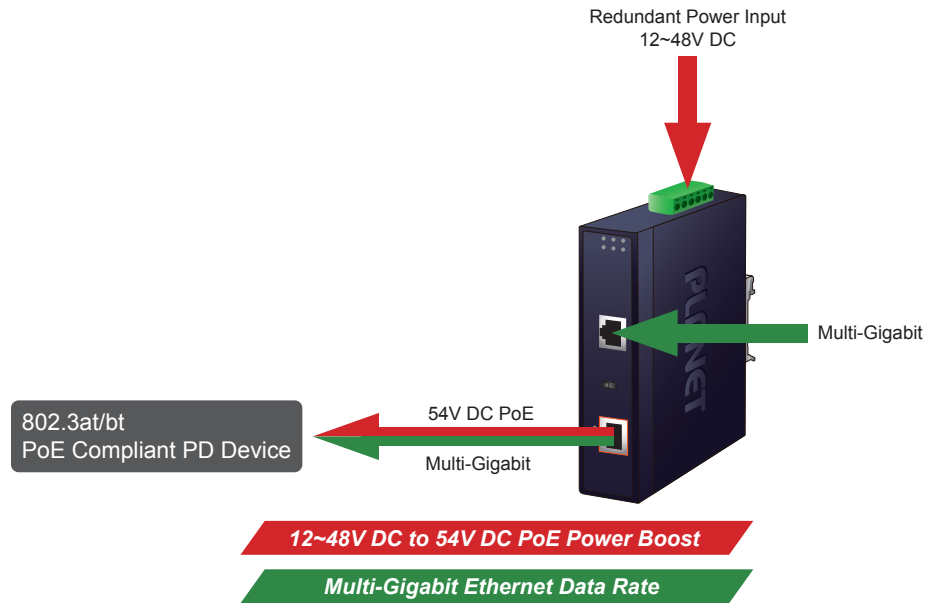 Redundant Power Input
12~48V DC
PLANET
Multi-Gigabit
54V DC PoE
802.3at/bt
PoE Compliant PD Device
Multi-Gigabit
12~48V DC to 54V DC PoE Power Boost
Multi-Gigabit Ethernet Data Rate